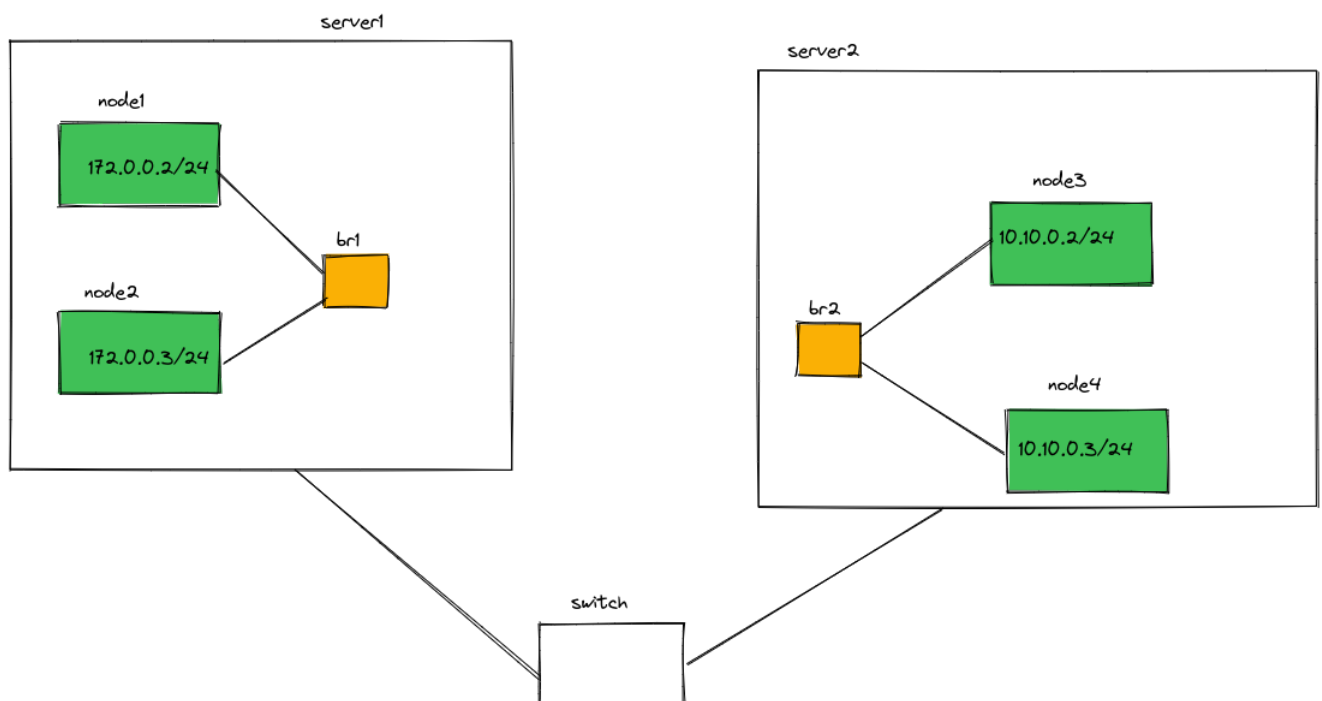 server1
node1
172.0.0.2/24
br1
node2
172.0.0.3/24
server2
node3
10.10.0.2/24
br2
node4
10.10.0.3/24
switch